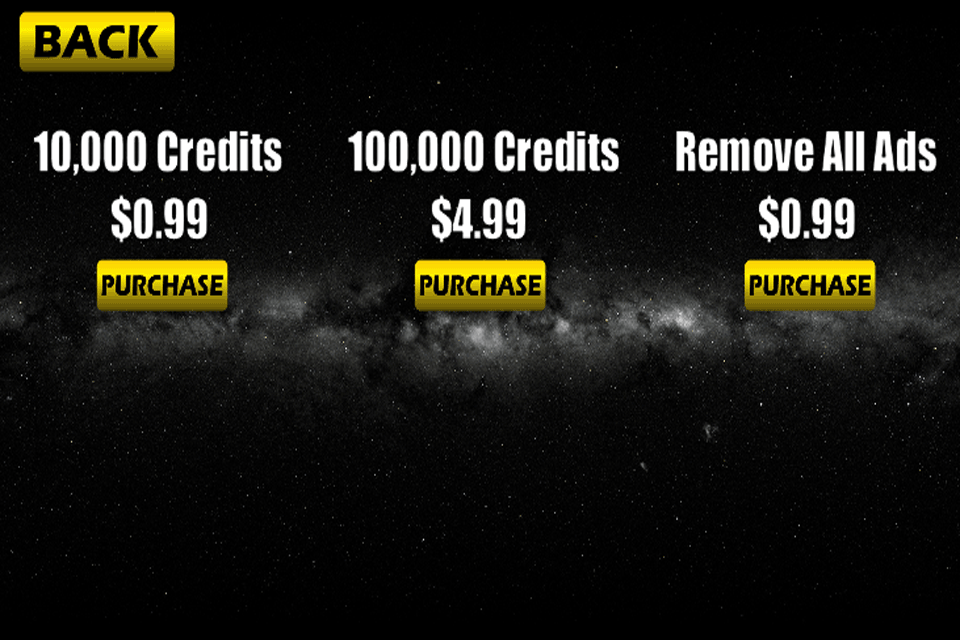 BACK
10,000 Credits
$0.99
PURCHASE
100,000 Credits
$4.99
PURCHASE
Remove All Ads
$0.99
PURCHASE